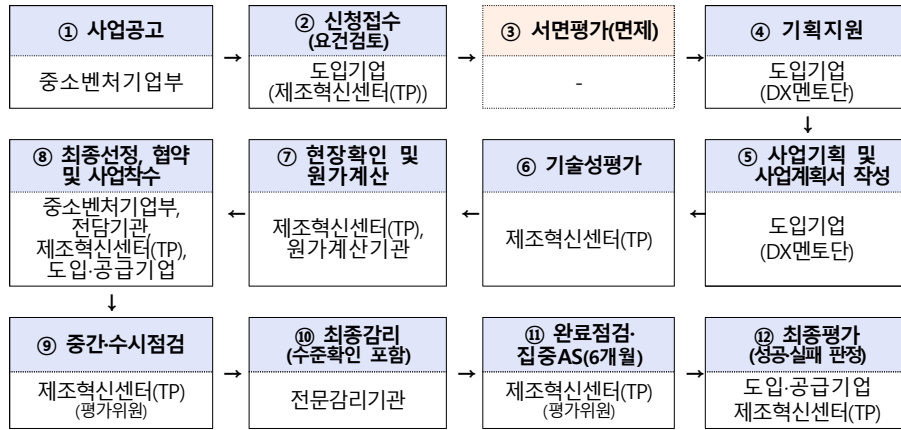 ① 사업공고
중소벤처기업부
→
② 신청접수
(요건검토)
도입기업
(제조혁신센터(TP))
→
③ 서면평가(면제)
-
→
④ 기획지원
도입기업
(DX멘토단)
↓
⑤ 사업기획 및
사업계획서 작성
도입기업
(DX멘토단)
←
⑥ 기술성평가
제조혁신센터(TP)
←
⑦ 현장확인 및
원가계산
제조혁신센터(TP),
원가계산기관
←
⑧ 최종선정, 협약
및 사업착수
중소벤처기업부,
전담기관,
제조혁신센터(TP),
도입·공급기업
↓
⑨ 중간·수시점검
제조혁신센터(TP)
(평가위원)
→
⑩ 최종감리
(수준확인 포함)
전문감리기관
→
⑪ 완료점검·
집중AS(6개월)
제조혁신센터(TP)
(평가위원)
→
⑫ 최종평가
(성공·실패 판정)
도입·공급기업
제조혁신센터(TP)